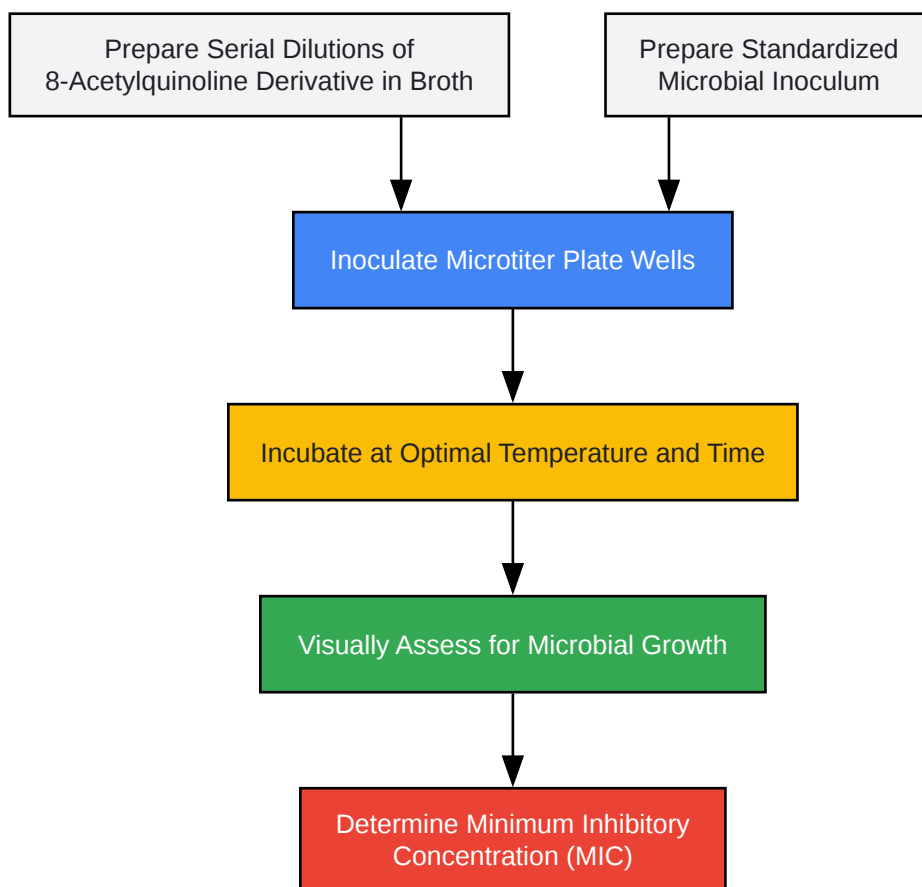 Prepare Serial Dilutions of
8-Acetylquinoline Derivative in Broth
Prepare Standardized
Microbial Inoculum
Inoculate Microtiter Plate Wells
Incubate at Optimal Temperature and Time
Visually Assess for Microbial Growth
Determine Minimum Inhibitory
Concentration (MIC)